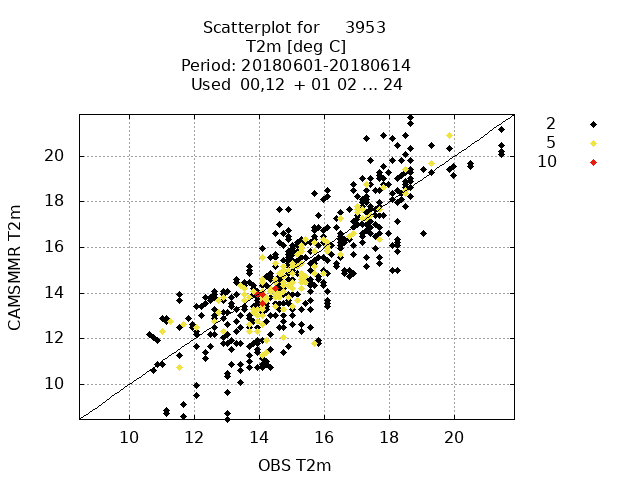 Scatterplot for 3953
T2m [deg C]
Period: 20180601-20180614
Used 00,12 + 01 02 ... 24
2
5
10
CAMSMMR T2m
20
18
16
14
12
10
10 12 14 16 18 20
OBS T2m